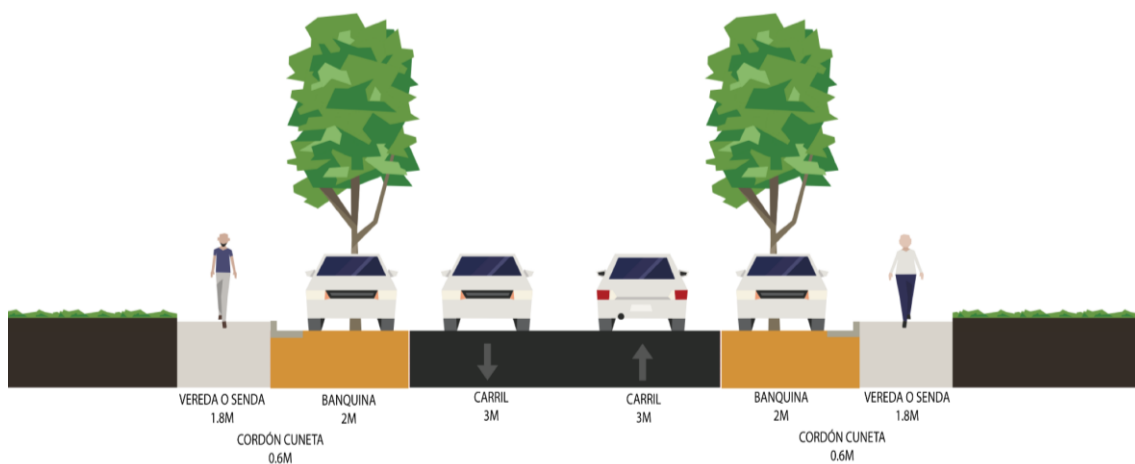 VEREDA O SENDA
1.8M
BANQUINA
2M
CARRIL
3M
CARRIL
3M
BANQUINA
2M
VEREDA O SENDA
1.8M
CORDÓN CUNETA
0.6M
CORDÓN CUNETA
0.6M